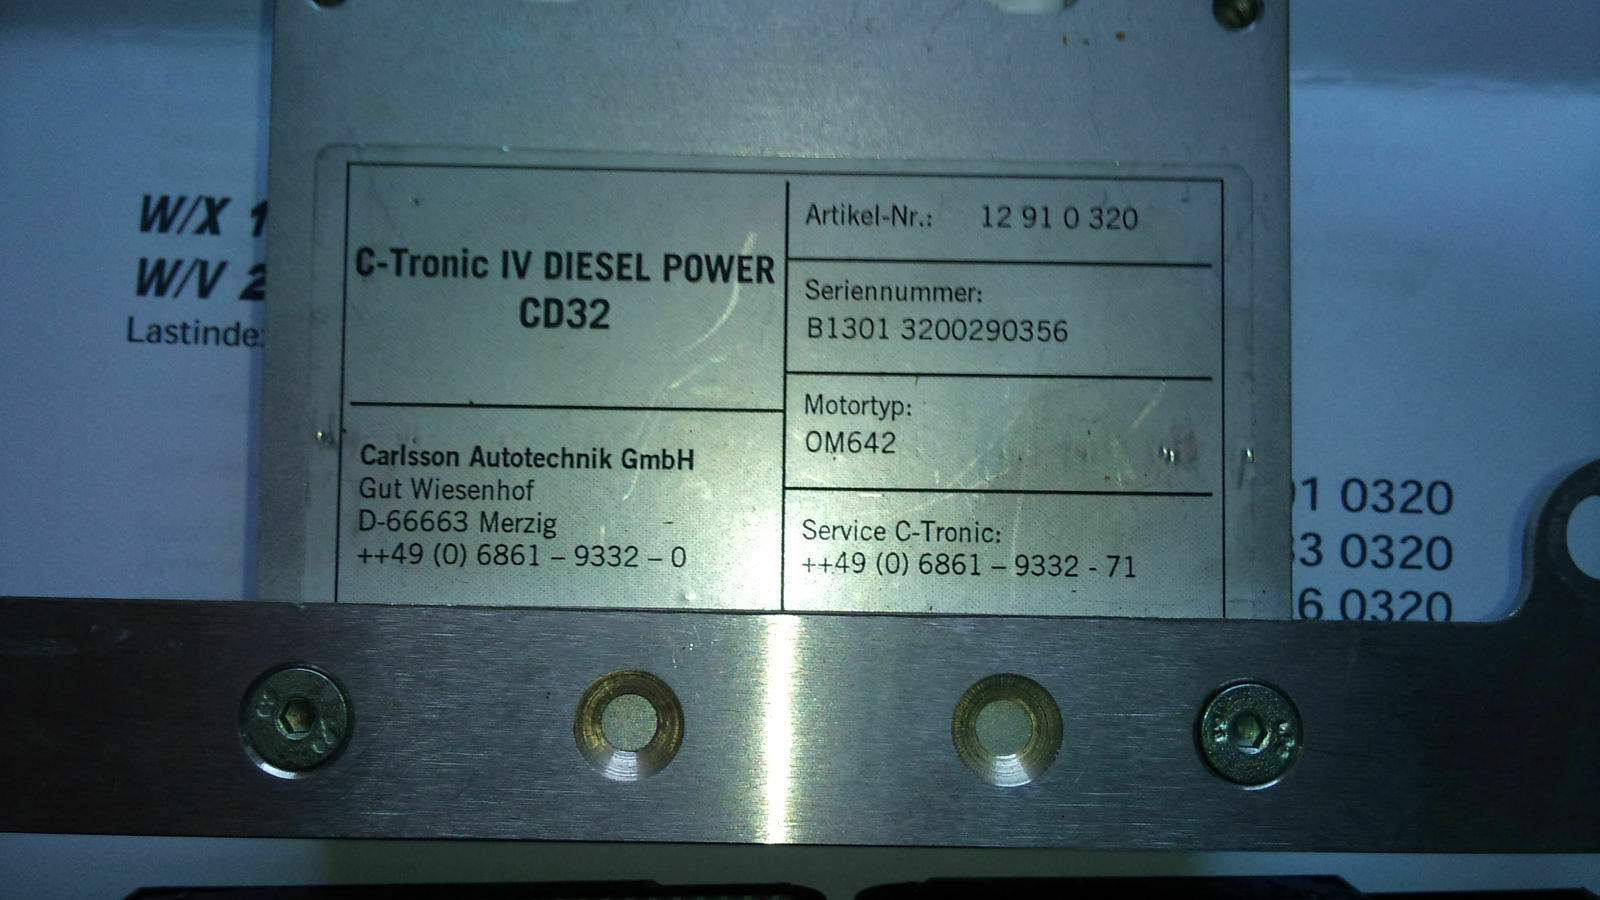 W/X 1
W/V 2
Lastinde
C-Tronic IV DIESEL POWER
CD32
Carlsson Autotechnik GmbH
Gut Wiesenhof
D-66663 Merzig
++49 (0) 6861 – 9332 – 0
Artikel-Nr.: 12 91 0 320
Seriennummer:
B1301 3200290356
Motortyp:
OM642
Service C-Tronic:
++49 (0) 6861 – 9332 - 71
1 0320
3 0320
6 0320